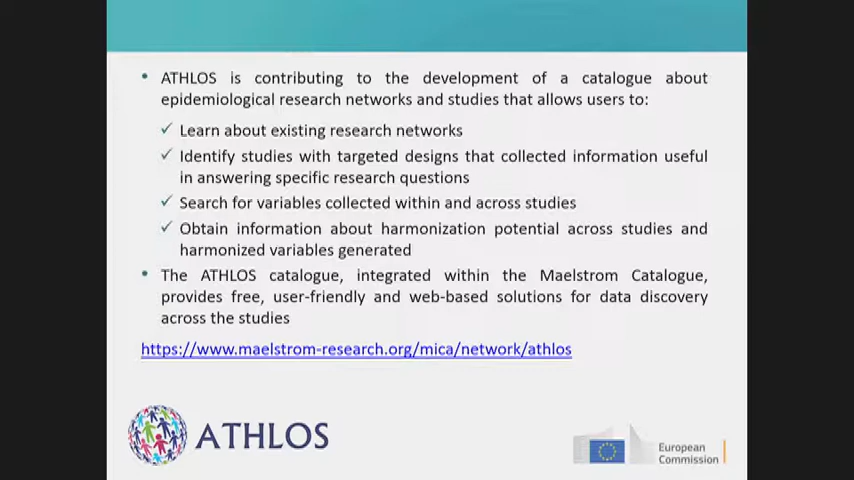 • ATHLOS is contributing to the development of a catalogue about
epidemiological research networks and studies that allows users to:
✓ Learn about existing research networks
✓ Identify studies with targeted designs that collected information useful
in answering specific research questions
✓ Search for variables collected within and across studies
✓ Obtain information about harmonization potential across studies and
harmonized variables generated
• The ATHLOS catalogue, integrated within the Maelstrom Catalogue,
provides free, user-friendly and web-based solutions for data discovery
across the studies
https://www.maelstrom-research.org/mica/network/athlos
ATHLOS
European
Commission